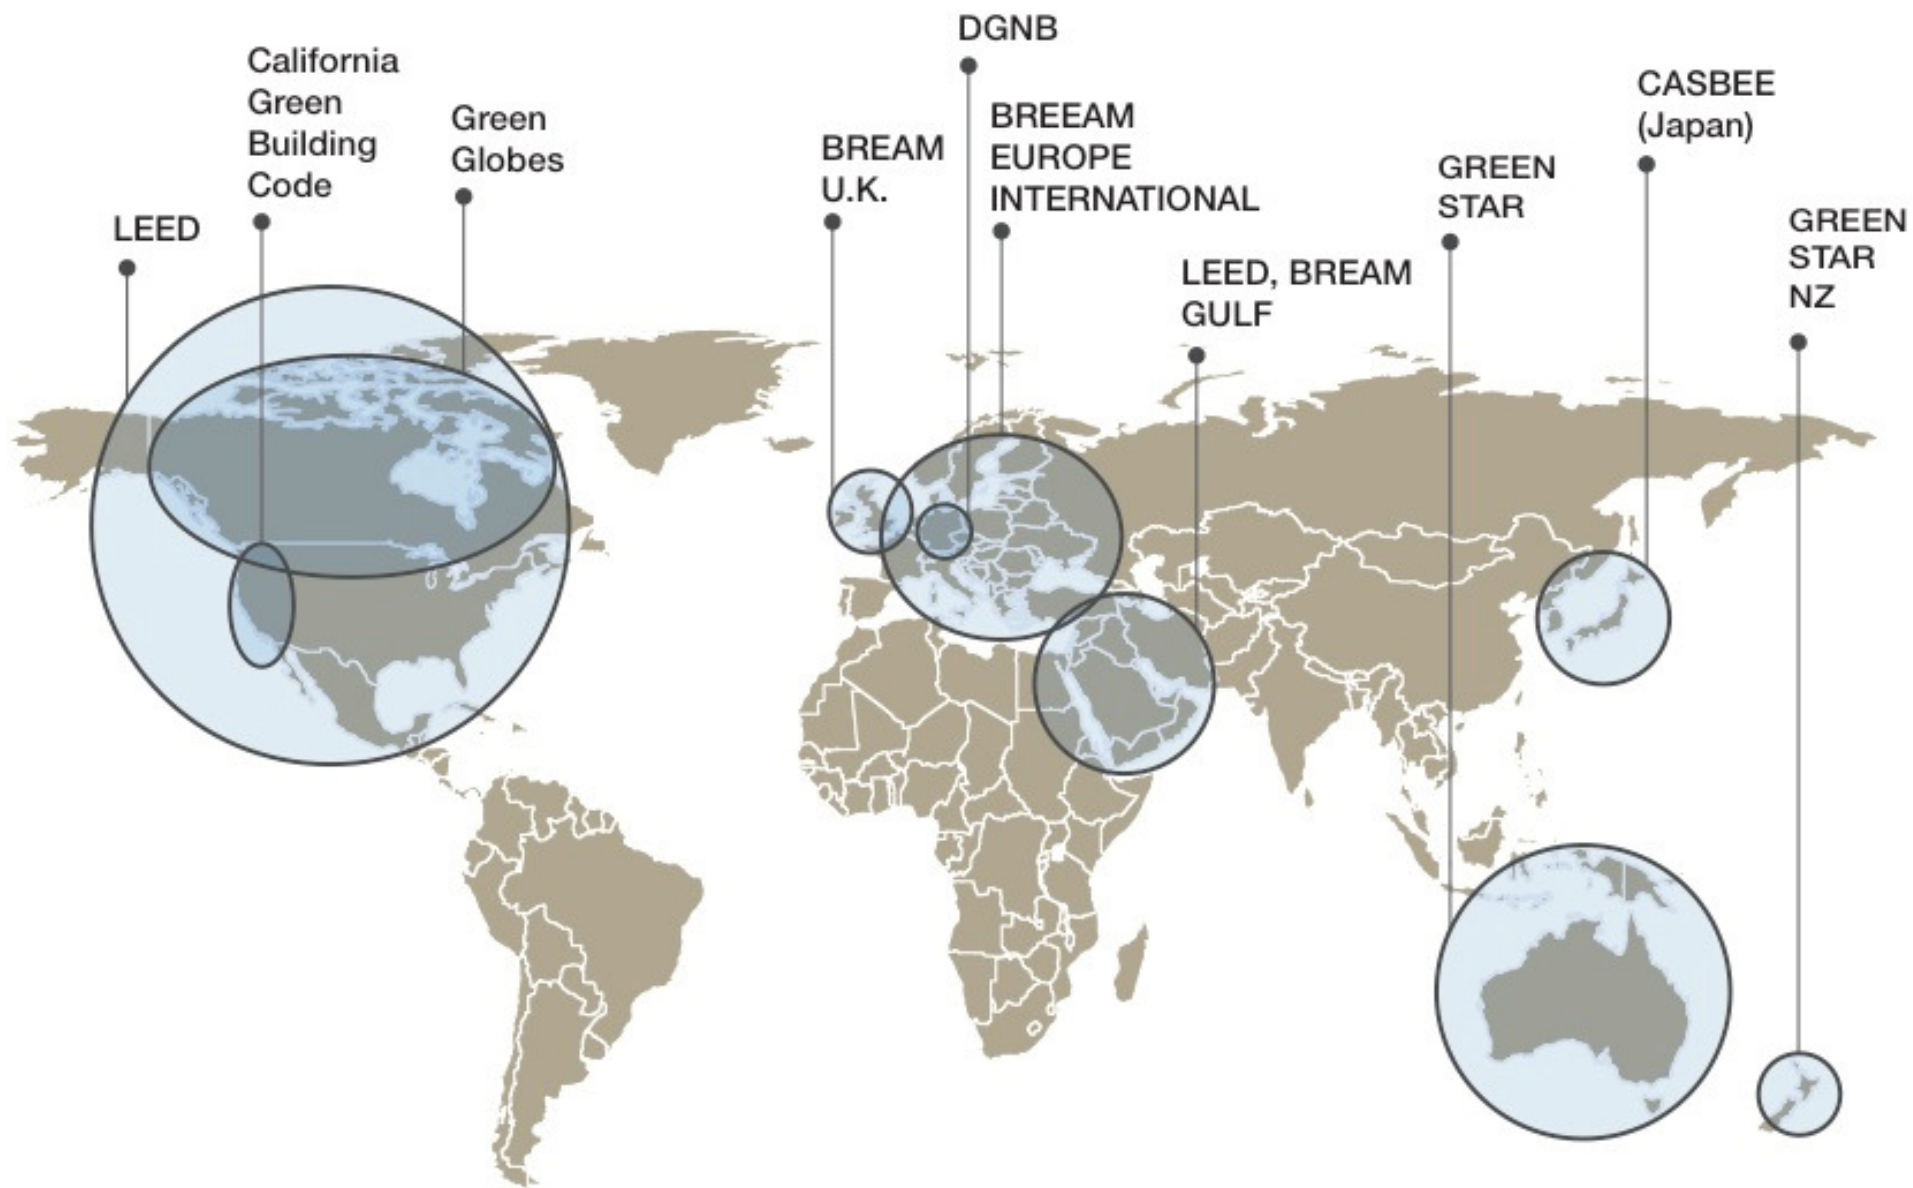 LEED
California
Green
Building
Code
Green
Globes
BREAM
U.K.
DGNB
BREEAM
EUROPE
INTERNATIONAL
LEED, BREAM
GULF
GREEN
STAR
CASBEE
(Japan)
GREEN
STAR
NZ